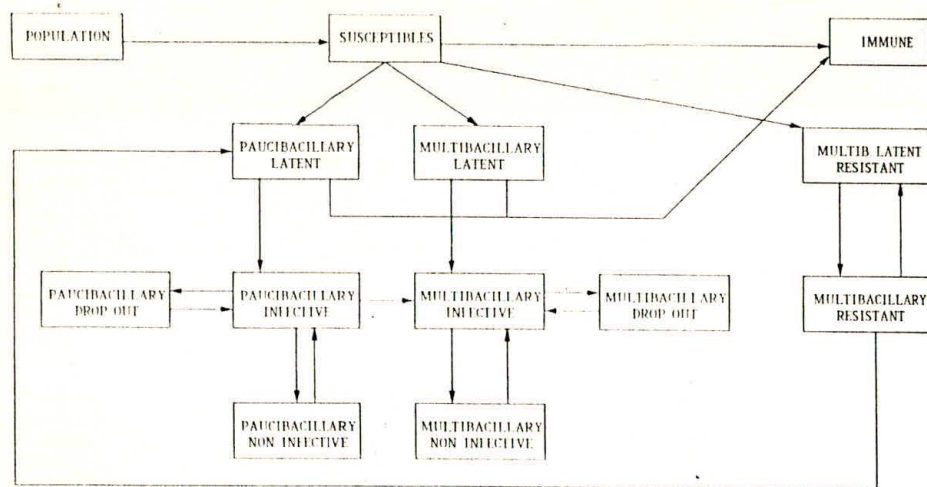 POPULATION
SUSCEPTIBLES
IMMUNE
PAUCIBACILLARY
LATENT
MULTIBACILLARY
LATENT
MULTIB LATENT
RESISTANT
PAUCIBACILLARY
DROP OUT
PAUCIBACILLARY
INFECTIVE
MULTIBACILLARY
INFECTIVE
MULTIBACILLARY
DROP OUT
MULTIBACILLARY
RESISTANT
PAUCIBACILLARY
NON INFECTIVE
MULTIBACILLARY
NON INFECTIVE